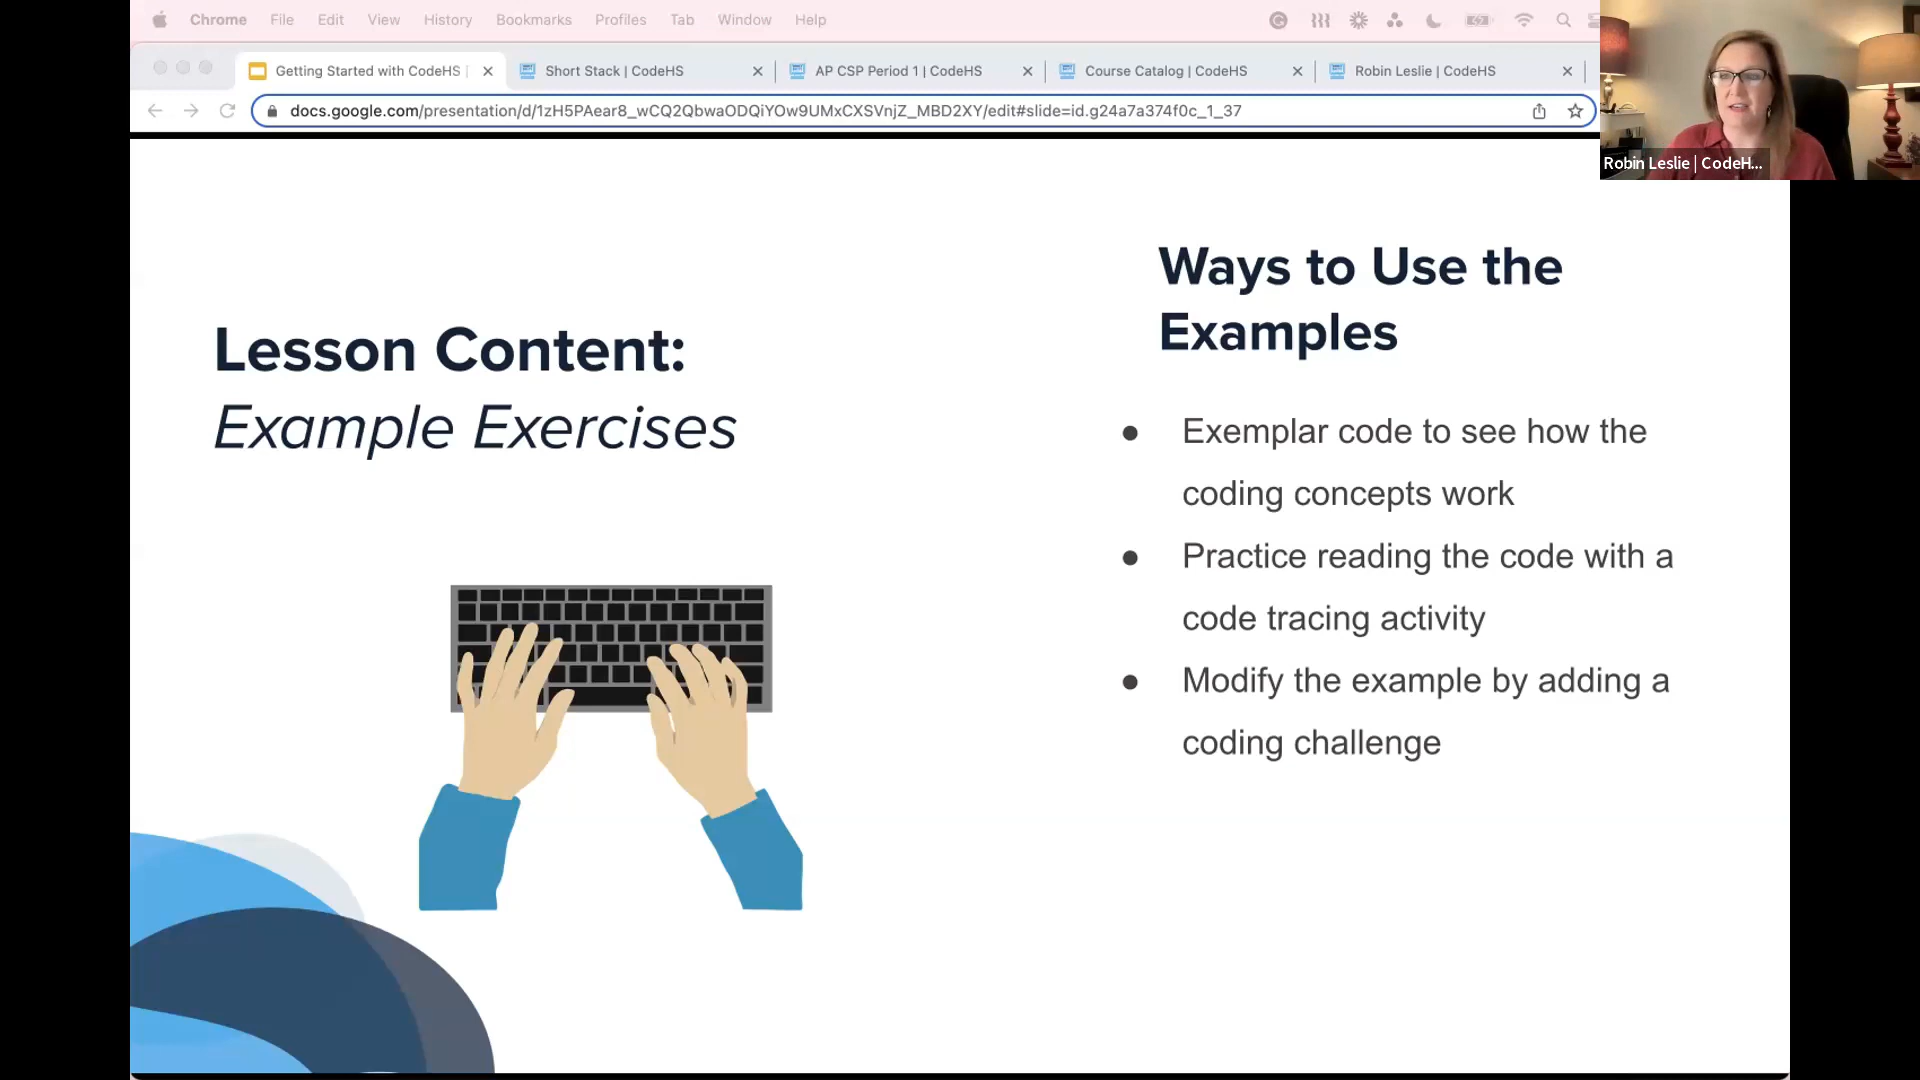 Chrome File Edit View History Bookmarks Profiles Tab Window Help
Getting Started with CodeHS | Short Stack | CodeHS AP CSP Period 1 | CodeHS Course Catalog | CodeHS Robin Leslie | CodeHS
docs.google.com/presentation/d/1zH5PAear8_wCQ2QbwaODQiYOw9UMxCXSVnjZ_MBD2XY/edit#slide=id.g24a7a374f0c_1_37
Robin Leslie | CodeH...
Lesson Content:
Example Exercises
Ways to Use the
Examples
● Exemplar code to see how the
coding concepts work
● Practice reading the code with a
code tracing activity
● Modify the example by adding a
coding challenge